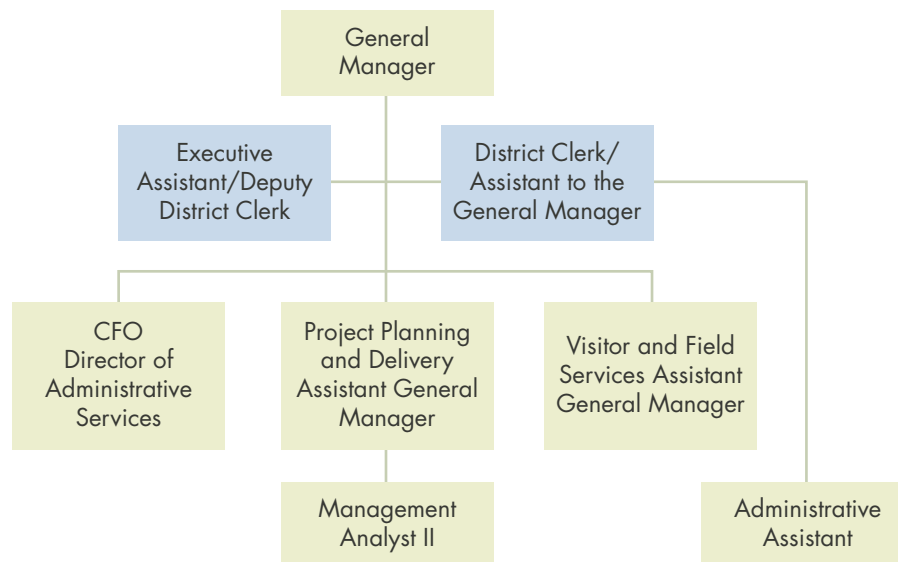 General
Manager
Executive
Assistant/Deputy
District Clerk
District Clerk/
Assistant to the
General Manager
CFO
Director of
Administrative
Services
Project Planning
and Delivery
Assistant General
Manager
Visitor and Field
Services Assistant
General Manager
Management
Analyst II
Administrative
Assistant